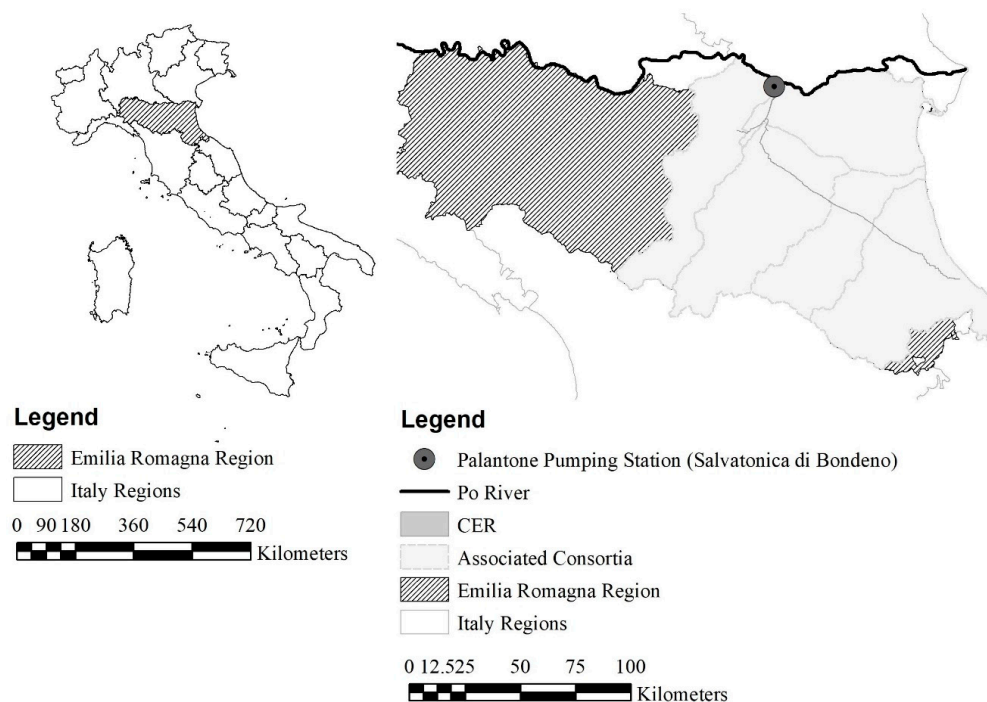 Legend
Emilia Romagna Region
Italy Regions
0 90 180 360 540 720
Kilometers
Legend
Palantone Pumping Station (Salvatonica di Bondeno)
Po River
CER
Associated Consortia
Emilia Romagna Region
Italy Regions
0 12.525 50 75 100
Kilometers